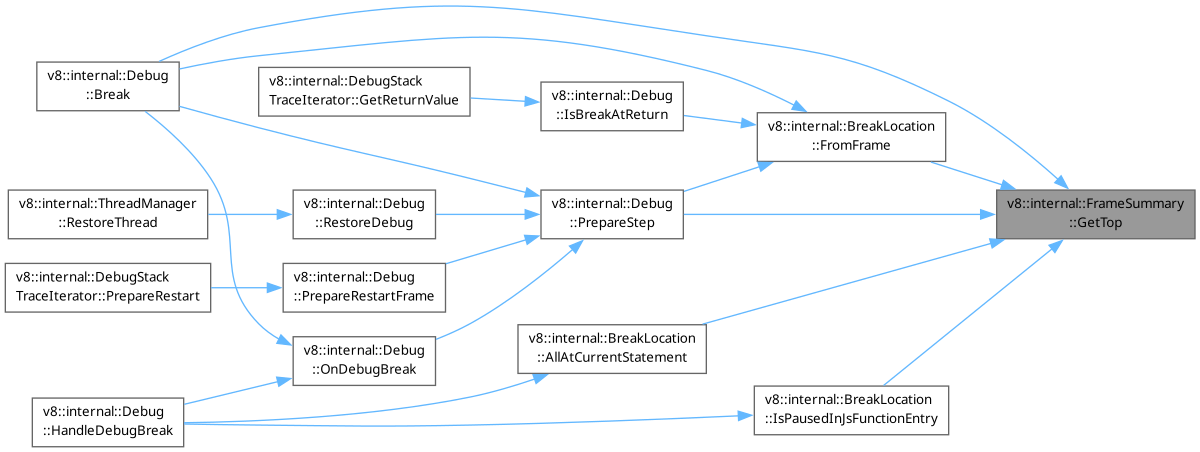 v8::internal::Debug
::Break
v8::internal::DebugStack
TraceIterator::GetReturnValue
v8::internal::Debug
::IsBreakAtReturn
v8::internal::BreakLocation
::FromFrame
v8::internal::ThreadManager
::RestoreThread
v8::internal::Debug
::RestoreDebug
v8::internal::Debug
::PrepareStep
v8::internal::FrameSummary
::GetTop
v8::internal::DebugStack
TraceIterator::PrepareRestart
v8::internal::Debug
::PrepareRestartFrame
v8::internal::Debug
::OnDebugBreak
v8::internal::BreakLocation
::AllAtCurrentStatement
v8::internal::Debug
::HandleDebugBreak
v8::internal::BreakLocation
::IsPausedInJsFunctionEntry